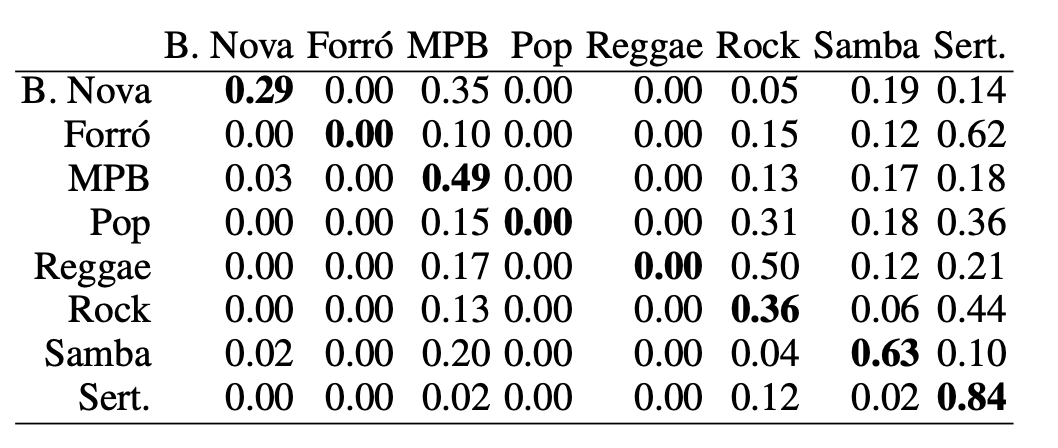 B. Nova Forró MPB Pop Reggae Rock Samba Sert.
B. Nova 0.29 0.00 0.35 0.00 0.00 0.05 0.19 0.14
Forró 0.00 0.00 0.10 0.00 0.00 0.15 0.12 0.62
MPB 0.03 0.00 0.49 0.00 0.00 0.13 0.17 0.18
Pop 0.00 0.00 0.15 0.00 0.00 0.31 0.18 0.36
Reggae 0.00 0.00 0.17 0.00 0.00 0.50 0.12 0.21
Rock 0.00 0.00 0.13 0.00 0.00 0.36 0.06 0.44
Samba 0.02 0.00 0.20 0.00 0.00 0.04 0.63 0.10
Sert. 0.00 0.00 0.02 0.00 0.00 0.12 0.02 0.84